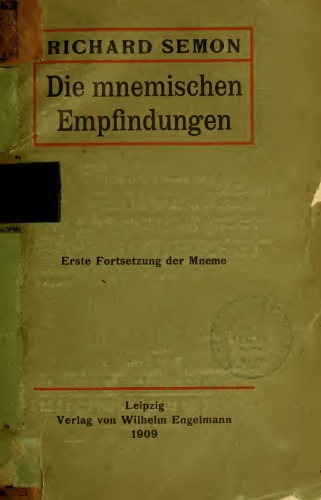 RICHARD SEMON
Die mnemischen
Empfindungen
Erste Fortsetzung der Mneme
Leipzig
Verlag von Wilhelm Engelmann
1909